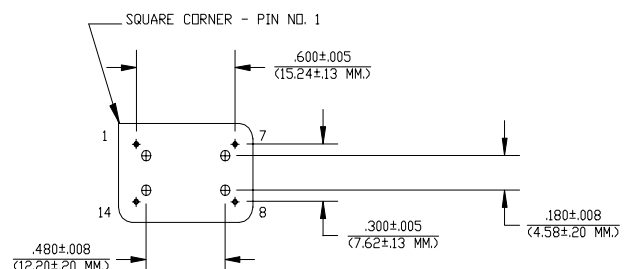 SQUARE CORNER - PIN NO. 1
.600±.005
(15.24±.13 MM.)
1
7
14
8
.480±.008
(12.20±.20 MM.)
.300±.005
(7.62±.13 MM.)
.180±.008
(4.58±.20 MM.)